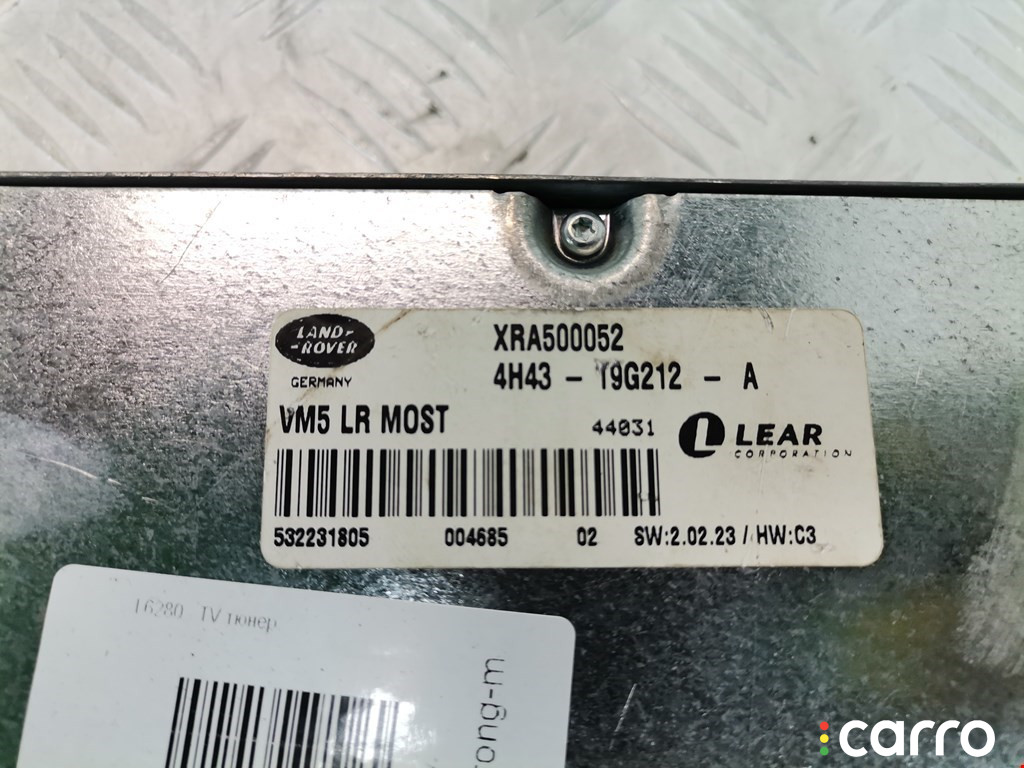 LAND-
-ROVER
GERMANY
XRA500052
4H43 - 19G212 - A
VM5 LR MOST
44031
LEAR
CORPORATION
532231805 004685 02 SW:2.02.23 / HW:C3
16280 TV тюнер
ong-m
carro